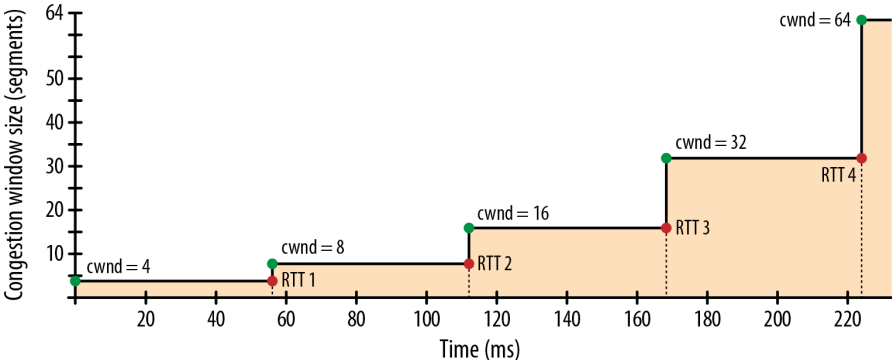 Congestion window size (segments)
64
50
40
30
20
10
cwnd = 4
RTT 1
cwnd = 8
RTT 2
cwnd = 16
RTT 3
cwnd = 32
RTT 4
cwnd = 64
20 40 60 80 100 120 140 160 180 200 220
Time (ms)